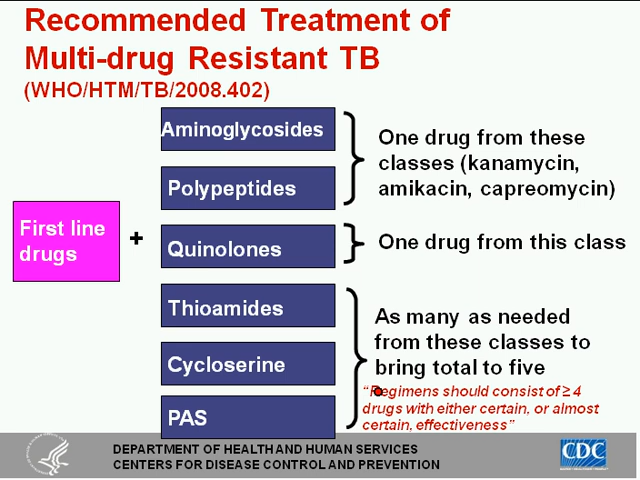 Recommended Treatment of
Multi-drug Resistant TB
(WHO/HTM/TB/2008.402)
First line
drugs
+
Aminoglycosides
Polypeptides
Quinolones
Thioamides
Cycloserine
PAS
One drug from these
classes (kanamycin,
amikacin, capreomycin)
One drug from this class
As many as needed
from these classes to
bring total to five
“Regimens should consist of ≥ 4
drugs with either certain, or almost
certain, effectiveness”
DEPARTMENT OF HEALTH AND HUMAN SERVICES
CENTERS FOR DISEASE CONTROL AND PREVENTION
CDC